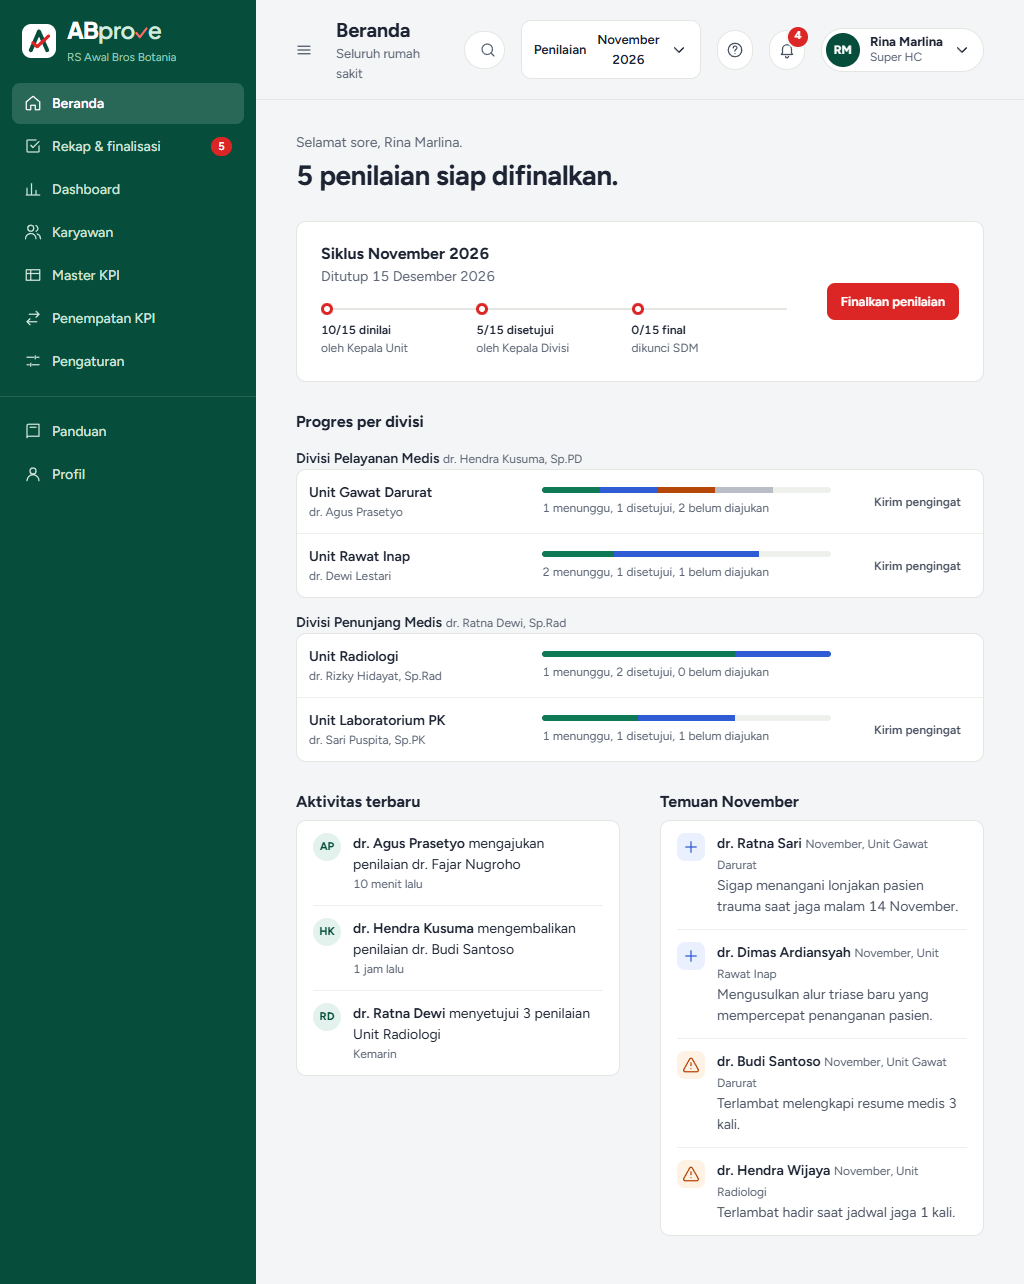 ABprove
RS Awal Bros Botania
Beranda
Rekap & finalisasi
5
Dashboard
Karyawan
Master KPI
Penempatan KPI
Pengaturan
Panduan
Profil
Beranda
Seluruh rumah
sakit
Penilaian
November
2026
4
RM
Rina Marlina
Super HC
Selamat sore, Rina Marlina.
5 penilaian siap difinalkan.
Siklus November 2026
Ditutup 15 Desember 2026
10/15 dinilai
oleh Kepala Unit
5/15 disetujui
oleh Kepala Divisi
0/15 final
dikunci SDM
Finalkan penilaian
Progres per divisi
Divisi Pelayanan Medis dr. Hendra Kusuma, Sp.PD
Unit Gawat Darurat
dr. Agus Prasetyo
1 menunggu, 1 disetujui, 2 belum diajukan
Kirim pengingat
Unit Rawat Inap
dr. Dewi Lestari
2 menunggu, 1 disetujui, 1 belum diajukan
Kirim pengingat
Divisi Penunjang Medis dr. Ratna Dewi, Sp.Rad
Unit Radiologi
dr. Rizky Hidayat, Sp.Rad
1 menunggu, 2 disetujui, 0 belum diajukan
Unit Laboratorium PK
dr. Sari Puspita, Sp.PK
1 menunggu, 1 disetujui, 1 belum diajukan
Kirim pengingat
Aktivitas terbaru
AP
dr. Agus Prasetyo mengajukan
penilaian dr. Fajar Nugroho
10 menit lalu
HK
dr. Hendra Kusuma mengembalikan
penilaian dr. Budi Santoso
1 jam lalu
RD
dr. Ratna Dewi menyetujui 3 penilaian
Unit Radiologi
Kemarin
Temuan November
dr. Ratna Sari November, Unit Gawat
Darurat
Sigap menangani lonjakan pasien
trauma saat jaga malam 14 November.
dr. Dimas Ardiansyah November, Unit
Rawat Inap
Mengusulkan alur triase baru yang
mempercepat penanganan pasien.
dr. Budi Santoso November, Unit Gawat
Darurat
Terlambat melengkapi resume medis 3
kali.
dr. Hendra Wijaya November, Unit
Radiologi
Terlambat hadir saat jadwal jaga 1 kali.